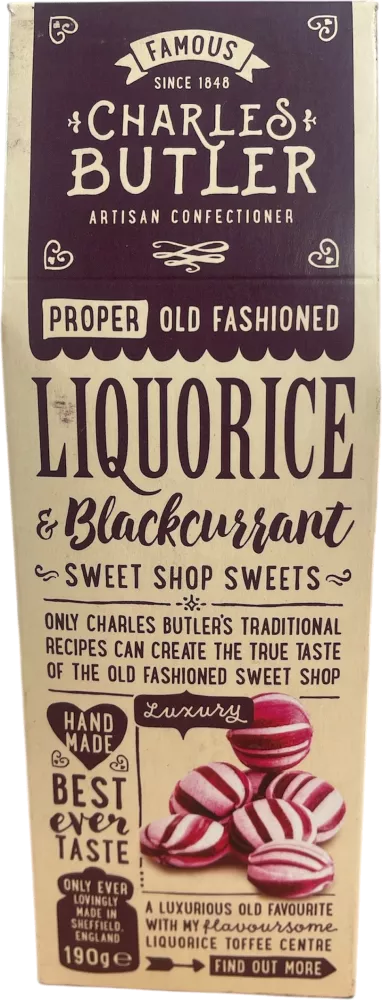 FAMOUS
SINCE 1848
CHARLES
BUTLER
ARTISAN CONFECTIONER
PROPER OLD FASHIONED
LIQUORICE
& Blackcurrant
SWEET SHOP SWEETS
ONLY CHARLES BUTLER'S TRADITIONAL
RECIPES CAN CREATE THE TRUE TASTE
OF THE OLD FASHIONED SWEET SHOP
HAND
MADE
BEST
ever
TASTE
ONLY EVER
LOVINGLY
MADE IN
SHEFFIELD,
ENGLAND
190g℮
Luxury
A LUXURIOUS OLD FAVOURITE
WITH MY flavoursome
LIQUORICE TOFFEE CENTRE
FIND OUT MORE